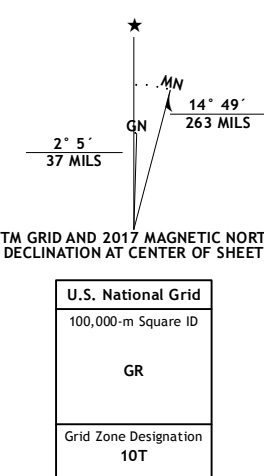 ★
MN
GN
14° 49´
263 MILS
2° 5´
37 MILS
TM GRID AND 2017 MAGNETIC NORT
DECLINATION AT CENTER OF SHEET
U.S. National Grid
100,000-m Square ID
GR
Grid Zone Designation
10T